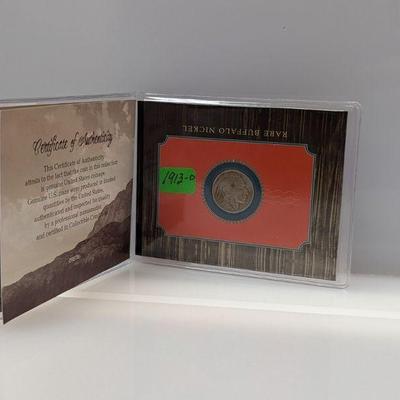 Certificate of Authenticity
This Certificate of Authenticity
attests to the fact that the coin in this collection
is genuine United States coinage.
Genuine U.S. coins were produced in limited
quantities by the United States,
authenticated and inspected for quality
by a professional numismatist
and certified in Collectible Con
RARE BUFFALO NICKEL
1913-D